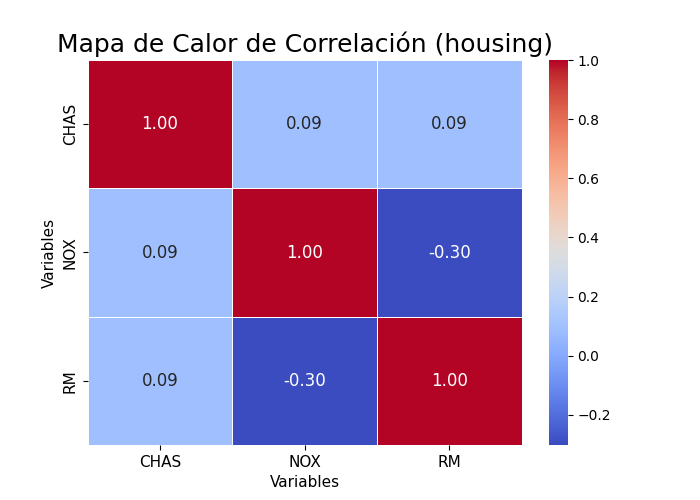 Mapa de Calor de Correlación (housing)
CHAS
1.00
0.09
0.09
NOX
0.09
1.00
-0.30
RM
0.09
-0.30
1.00
CHAS
NOX
RM
Variables
Variables
1.0
0.8
0.6
0.4
0.2
0.0
−0.2